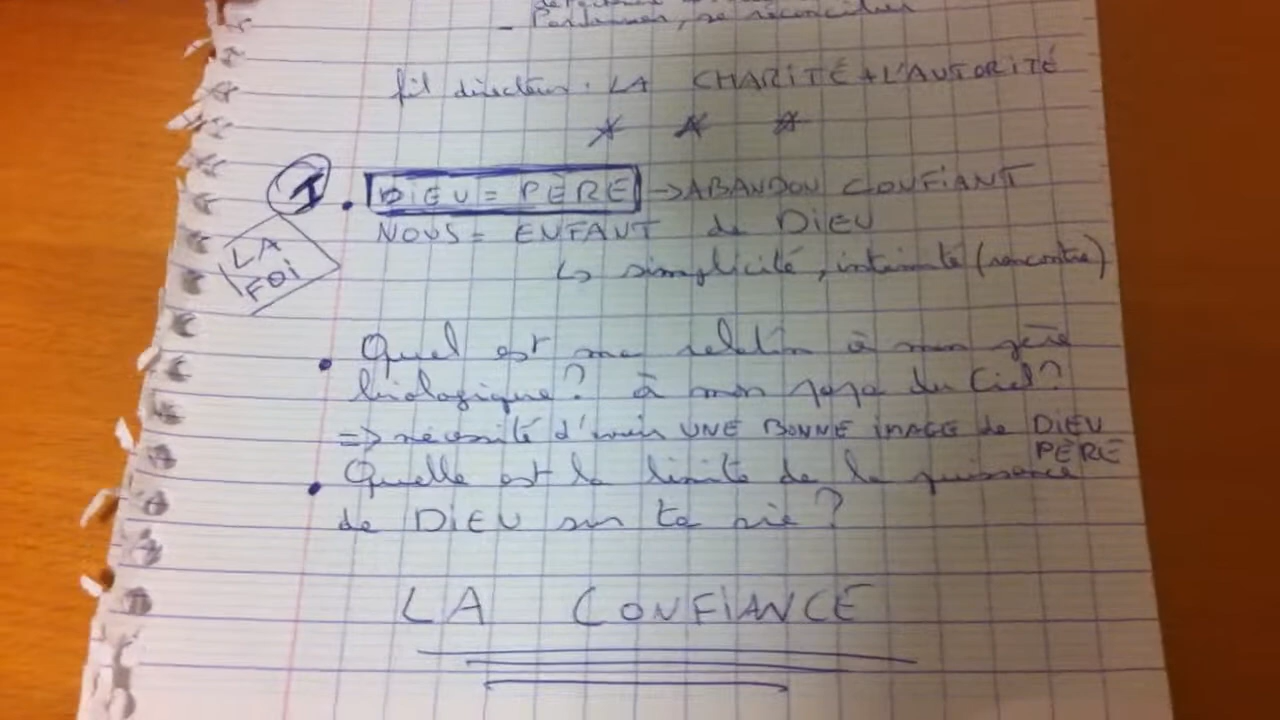 - Pardonner, se réconcilier
fil directeur : LA CHARITÉ + L'AUTORITÉ
* * *
I . DIEU = PÈRE → ABANDON CONFIANT
NOUS = ENFANT de DIEU
LA
FOI
↳ simplicité, intimité (rencontre)
• Quel est ma relation à mon père
biologique ? à mon papa du Ciel ?
=> nécessité d'avoir UNE BONNE IMAGE de DIEU
PÈRE
• Quelle est la limite de la puissance
de DIEU sur ta vie ?
LA CONFIANCE